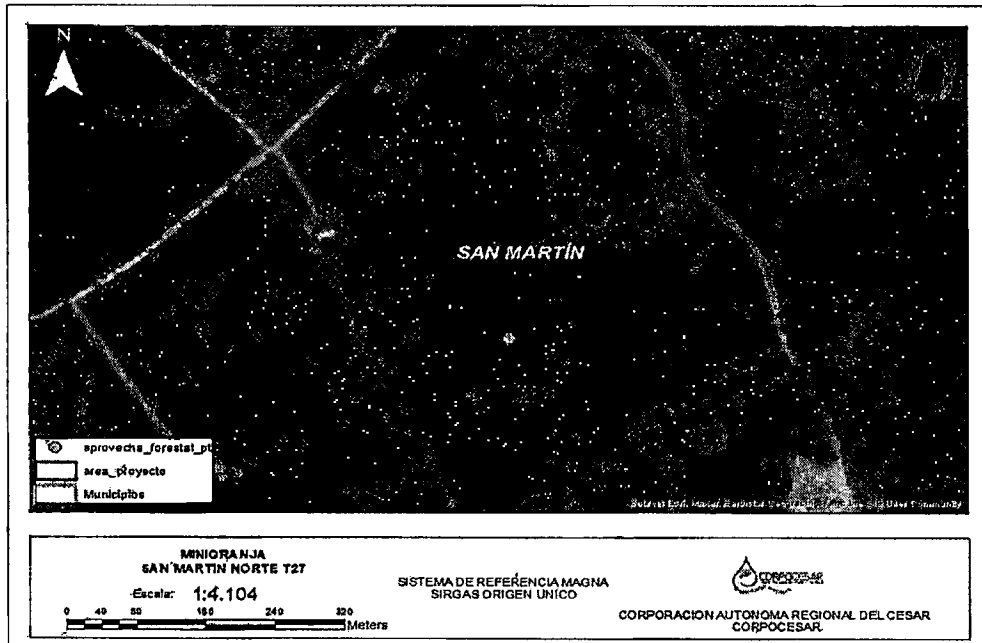 N
SAN MARTÍN
aprovecha_forestal_pt
area_proyecto
Municipios
MINIGRANJA
SAN MARTIN NORTE T27
Escala: 1:4.104
0 40 80 160 240 320
Meters
SISTEMA DE REFERENCIA MAGNA
SIRGAS ORIGEN UNICO
CORPOCESAR
CORPORACION AUTONOMA REGIONAL DEL CESAR
CORPOCESAR